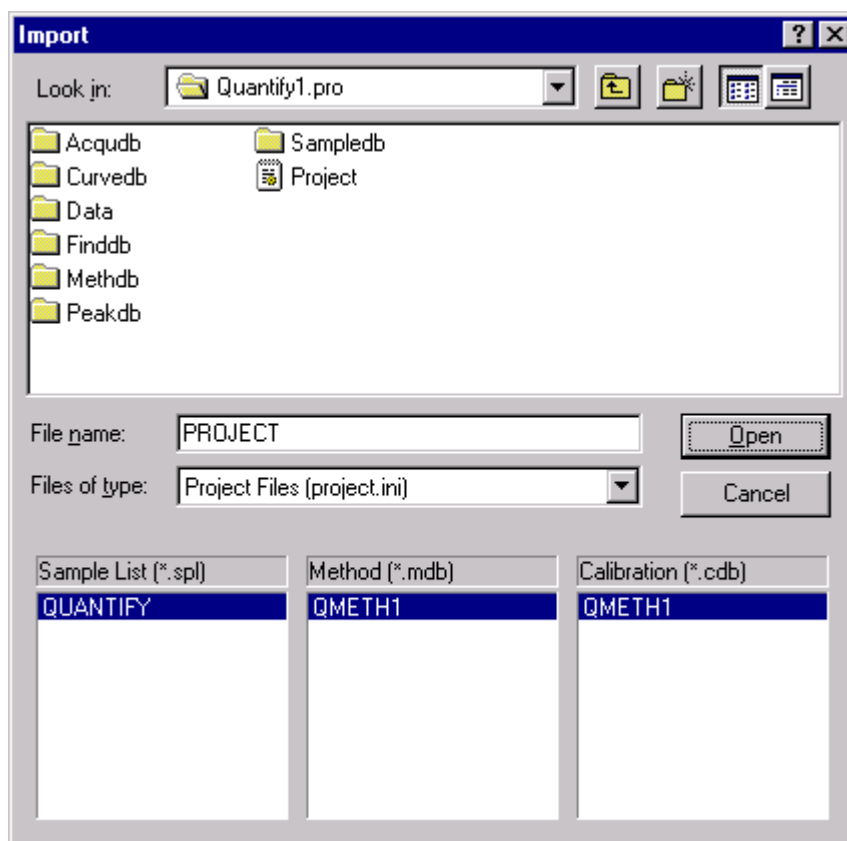 Import
Look in: Quantify1.pro
Acqudb Sampledb
Curvedb Project
Data
Finddb
Methdb
Peakdb
File name: PROJECT Open
Files of type: Project Files (project.ini) Cancel
Sample List (*.spl) Method (*.mdb) Calibration (*.cdb)
QUANTIFY QMETH1 QMETH1